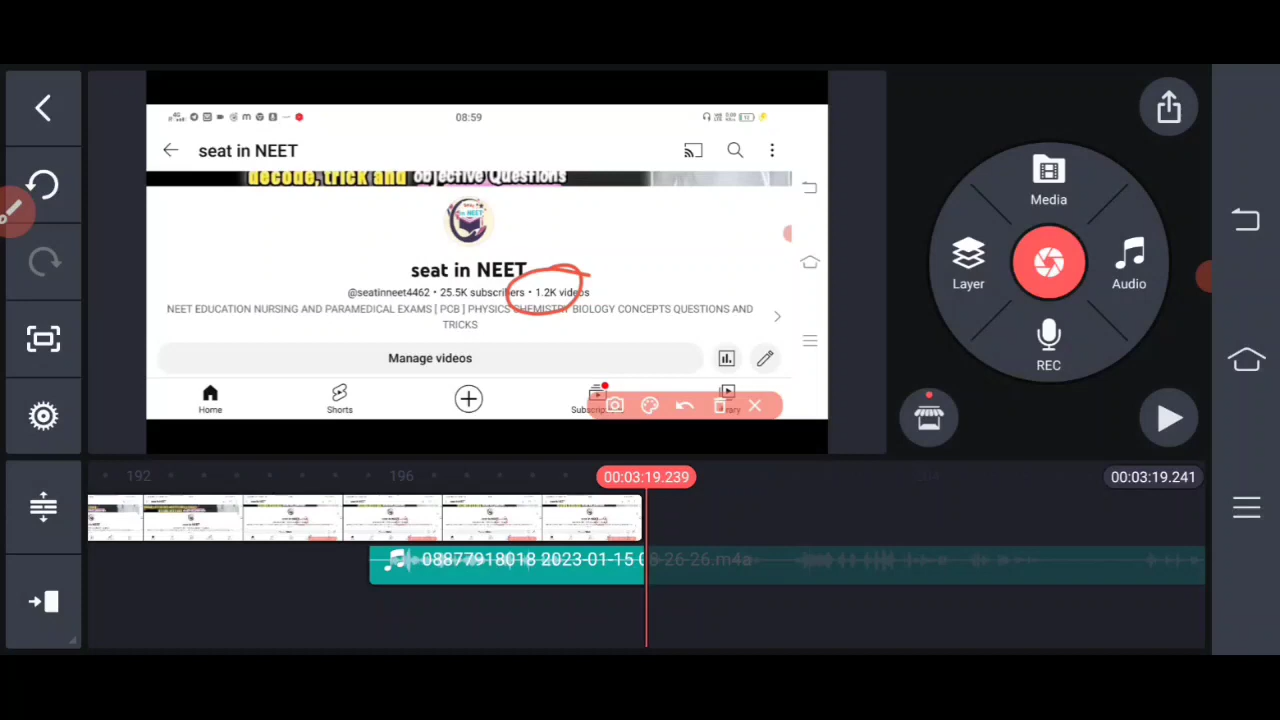 08:59
seat in NEET
decode, trick and objective Questions
seat in NEET
@seatinneet4462 • 25.5K subscribers • 1.2K videos
NEET EDUCATION NURSING AND PARAMEDICAL EXAMS [ PCB ] PHYSICS CHEMISTRY BIOLOGY CONCEPTS QUESTIONS AND
TRICKS
Manage videos
Home
Shorts
Media
Layer
Audio
REC
192
196
00:03:19.239
00:03:19.241
08877918018 2023-01-15 08-26-26.m4a